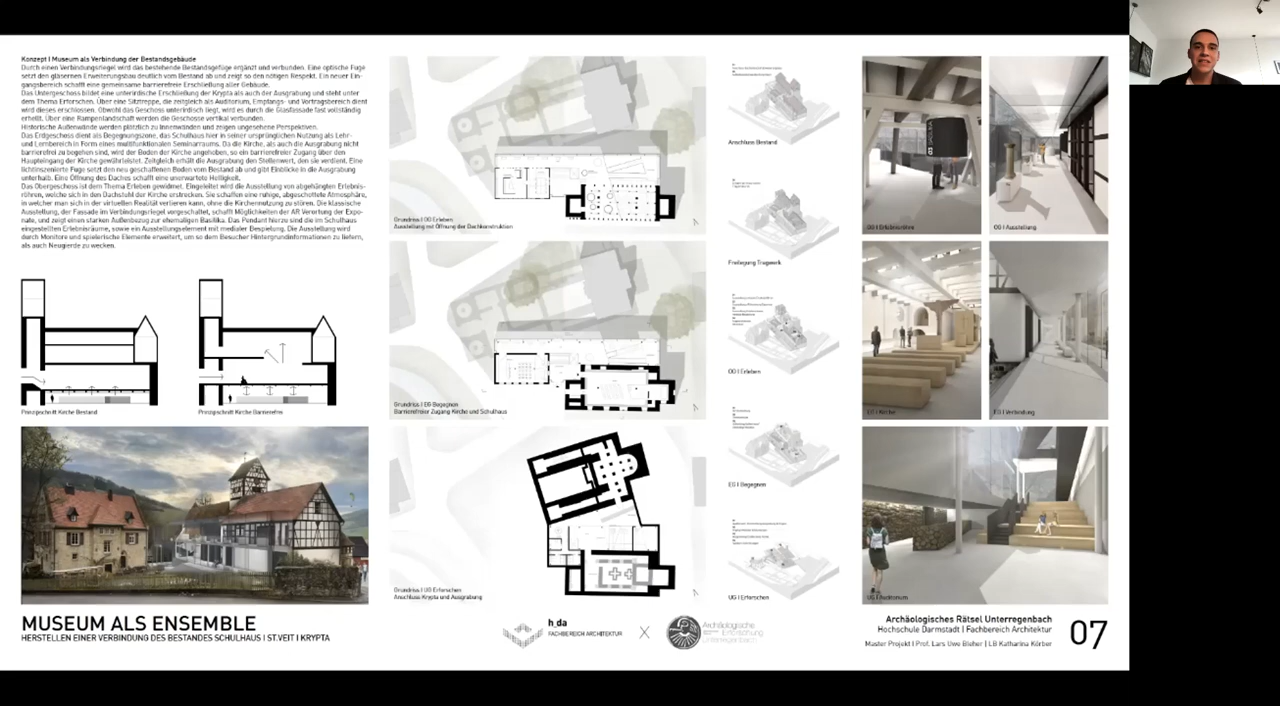 Konzept I Museum als Verbindung der Bestandsgebäude
Durch einen Verbindungsriegel wird das bestehende Bestandsgefüge ergänzt und verbunden. Eine optische Fuge
setzt den gläsernen Erweiterungsbau deutlich vom Bestand ab und zeigt so den nötigen Respekt. Ein neuer Ein-
gangsbereich schafft eine gemeinsame barrierefreie Erschließung aller Gebäude.
Das Untergeschoss bildet eine unterirdische Erschließung der Krypta als auch der Ausgrabung und steht unter
dem Thema Erforschen. Über eine Sitztreppe, die zeitgleich als Auditorium, Empfangs- und Vortragsbereich dient
wird dieses erschlossen. Obwohl das Geschoss unterirdisch liegt, wird es durch die Glasfassade fast vollständig
erhellt. Über eine Rampenlandschaft werden die Geschosse vertikal verbunden.
Historische Außenwände werden plötzlich zu Innenwänden und zeigen ungesehene Perspektiven.
Das Erdgeschoss dient als Begegnungszone, das Schulhaus hier in seiner ursprünglichen Nutzung als Lehr-
und Lernbereich in Form eines multifunktionalen Seminarraums. Da die Kirche, als auch die Ausgrabung nicht
barrierefrei zu begehen sind, wird der Boden der Kirche angehoben, so ein barrierefreier Zugang über den
Haupteingang der Kirche gewährleistet. Zeitgleich erhält die Ausgrabung den Stellenwert, den sie verdient. Eine
lichtinszenierte Fuge setzt den neu geschaffenen Boden vom Bestand ab und gibt Einblicke in die Ausgrabung
unterhalb. Eine Öffnung des Daches schafft eine unerwartete Helligkeit.
Das Obergeschoss ist dem Thema Erleben gewidmet. Eingeleitet wird die Ausstellung von abgehängten Erlebnis-
röhren, welche sich in den Dachstuhl der Kirche erstrecken. Sie schaffen eine ruhige, abgeschottete Atmosphäre,
in welcher man sich in der virtuellen Realität vertieren kann, ohne die Kirchennutzung zu stören. Die klassische
Ausstellung, der Fassade im Verbindungsriegel vorgeschaltet, schafft Möglichkeiten der AR Verortung der Expo-
nate, und zeigt einen starken Außenbezug zur ehemaligen Basilika. Das Pendant hierzu sind die im Schulhaus
eingestellten Erlebnisräume, sowie ein Ausstellungselement mit medialer Bespielung. Die Ausstellung wird
durch Monitore und spielerische Elemente erweitert, um so dem Besucher Hintergrundinformationen zu liefern,
als auch Neugierde zu wecken.
Prinzipschnitt Kirche Bestand
Prinzipschnitt Kirche Barrierefrei
Grundriss I OG Erleben
Ausstellung mit Öffnung der Dachkonstruktion
Grundriss I EG Begegnen
Barrierefreier Zugang Kirche und Schulhaus
Grundriss I UG Erforschen
Anschluss Krypta und Ausgrabung
Anschluss Bestand
Freilegung Tragwerk
OG I Erleben
EG I Begegnen
UG I Erforschen
OG I Erlebnisröhre
OG I Ausstellung
EG I Kirche
EG I Verbindung
UG I Auditorium
MUSEUM ALS ENSEMBLE
HERSTELLEN EINER VERBINDUNG DES BESTANDES SCHULHAUS I ST.VEIT I KRYPTA
h_da
FACHBEREICH ARCHITEKTUR
X
Archäologische
Erforschung
Unterregenbach
Archäologisches Rätsel Unterregenbach
Hochschule Darmstadt | Fachbereich Architektur
Master Projekt | Prof. Lars Uwe Bleher | LB Katharina Körber
07